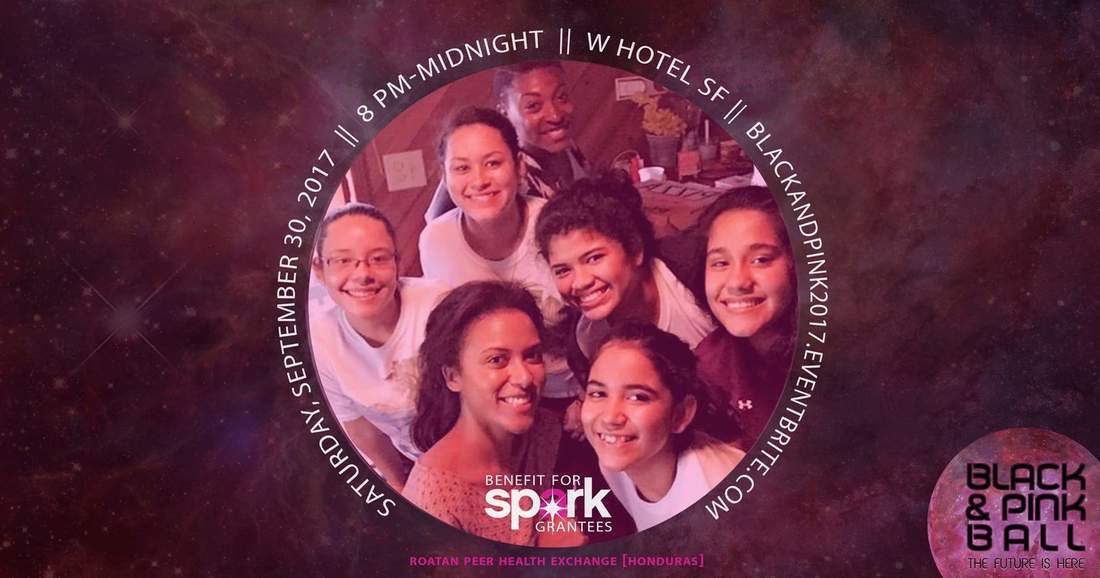 SATURDAY, SEPTEMBER 30, 2017 || 8 PM-MIDNIGHT || W HOTEL SF || BLACKANDPINK2017.EVENTBRITE.COM
BENEFIT FOR
spark
GRANTEES
ROATAN PEER HEALTH EXCHANGE [HONDURAS]
BLACK
& PINK
BALL
THE FUTURE IS HERE